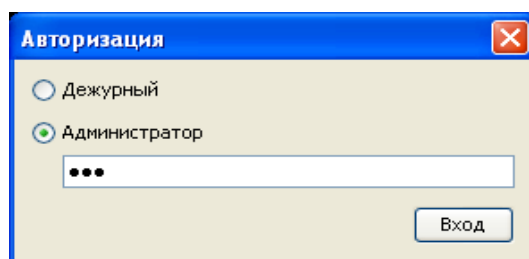 Авторизация
Дежурный
Администратор
•••
Вход